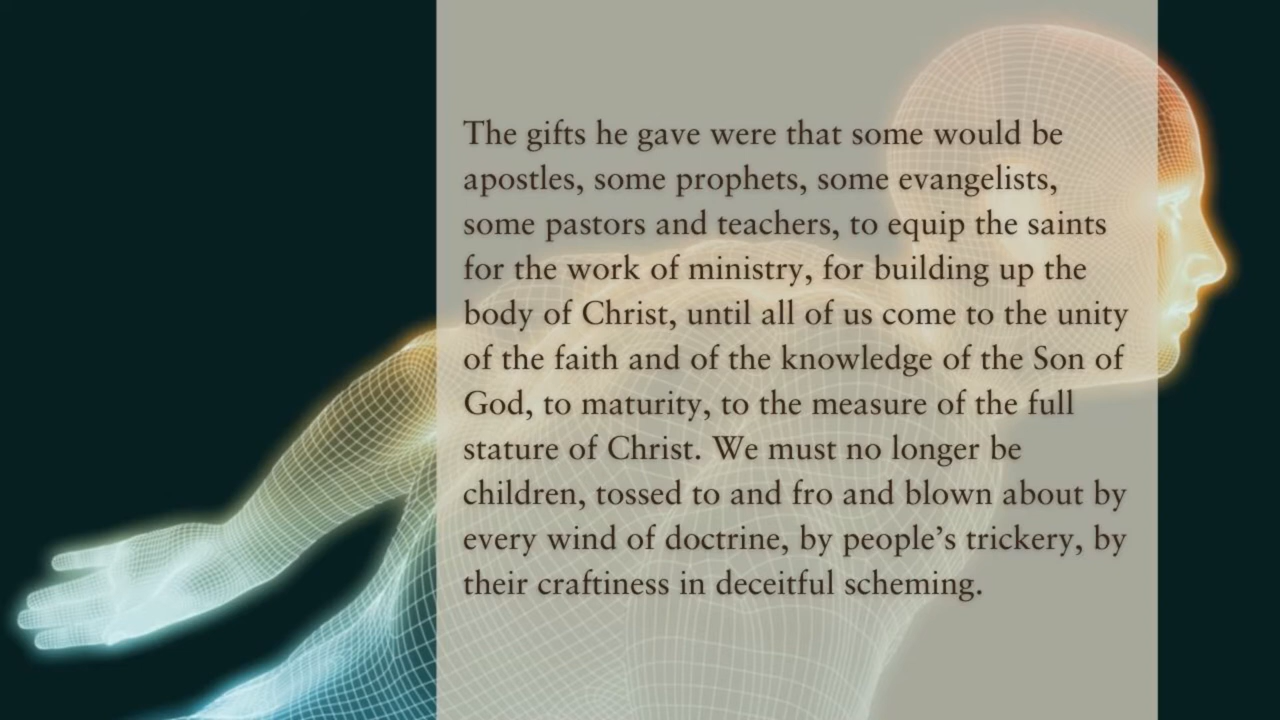 The gifts he gave were that some would be
apostles, some prophets, some evangelists,
some pastors and teachers, to equip the saints
for the work of ministry, for building up the
body of Christ, until all of us come to the unity
of the faith and of the knowledge of the Son of
God, to maturity, to the measure of the full
stature of Christ. We must no longer be
children, tossed to and fro and blown about by
every wind of doctrine, by people’s trickery, by
their craftiness in deceitful scheming.